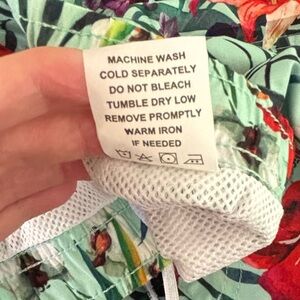 MACHINE WASH
COLD SEPARATELY
DO NOT BLEACH
TUMBLE DRY LOW
REMOVE PROMPTLY
WARM IRON
IF NEEDED